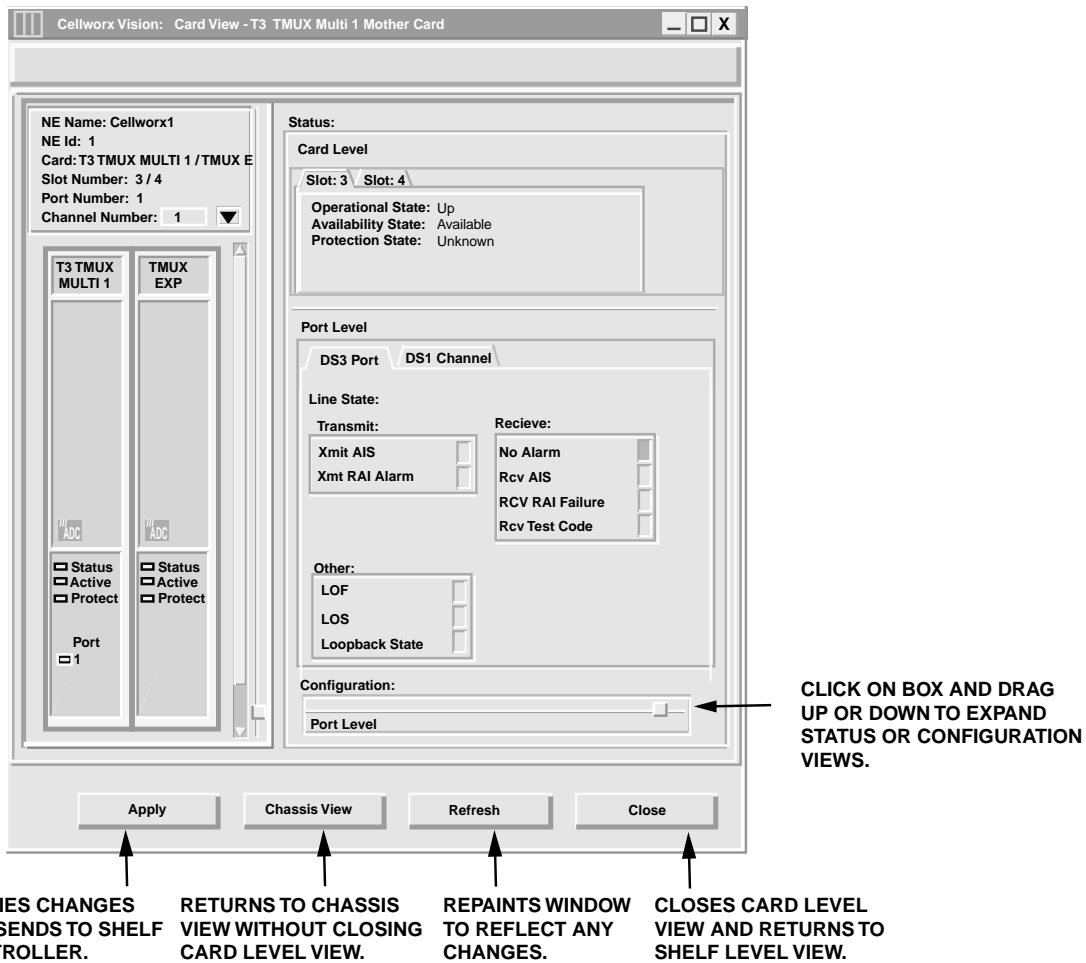 Cellworx Vision: Card View - T3 TMUX Multi 1 Mother Card
X
NE Name: Cellworx1
NE Id: 1
Card: T3 TMUX MULTI 1 / TMUX E
Slot Number: 3 / 4
Port Number: 1
Channel Number: 1
T3 TMUX
MULTI 1
TMUX
EXP
ADC
ADC
Status
Active
Protect
Port
1
Status
Active
Protect
Status:
Card Level
Slot: 3 Slot: 4
Operational State: Up
Availability State: Available
Protection State: Unknown
Port Level
DS3 Port DS1 Channel
Line State:
Transmit:
Xmit AIS
Xmt RAI Alarm
Recieve:
No Alarm
Rcv AIS
RCV RAI Failure
Rcv Test Code
Other:
LOF
LOS
Loopback State
Configuration:
Port Level
CLICK ON BOX AND DRAG
UP OR DOWN TO EXPAND
STATUS OR CONFIGURATION
VIEWS.
Apply Chassis View Refresh Close
IES CHANGES
SENDS TO SHELF
TROLLER.
RETURNS TO CHASSIS
VIEW WITHOUT CLOSING
CARD LEVEL VIEW.
REPAINTS WINDOW
TO REFLECT ANY
CHANGES.
CLOSES CARD LEVEL
VIEW AND RETURNS TO
SHELF LEVEL VIEW.